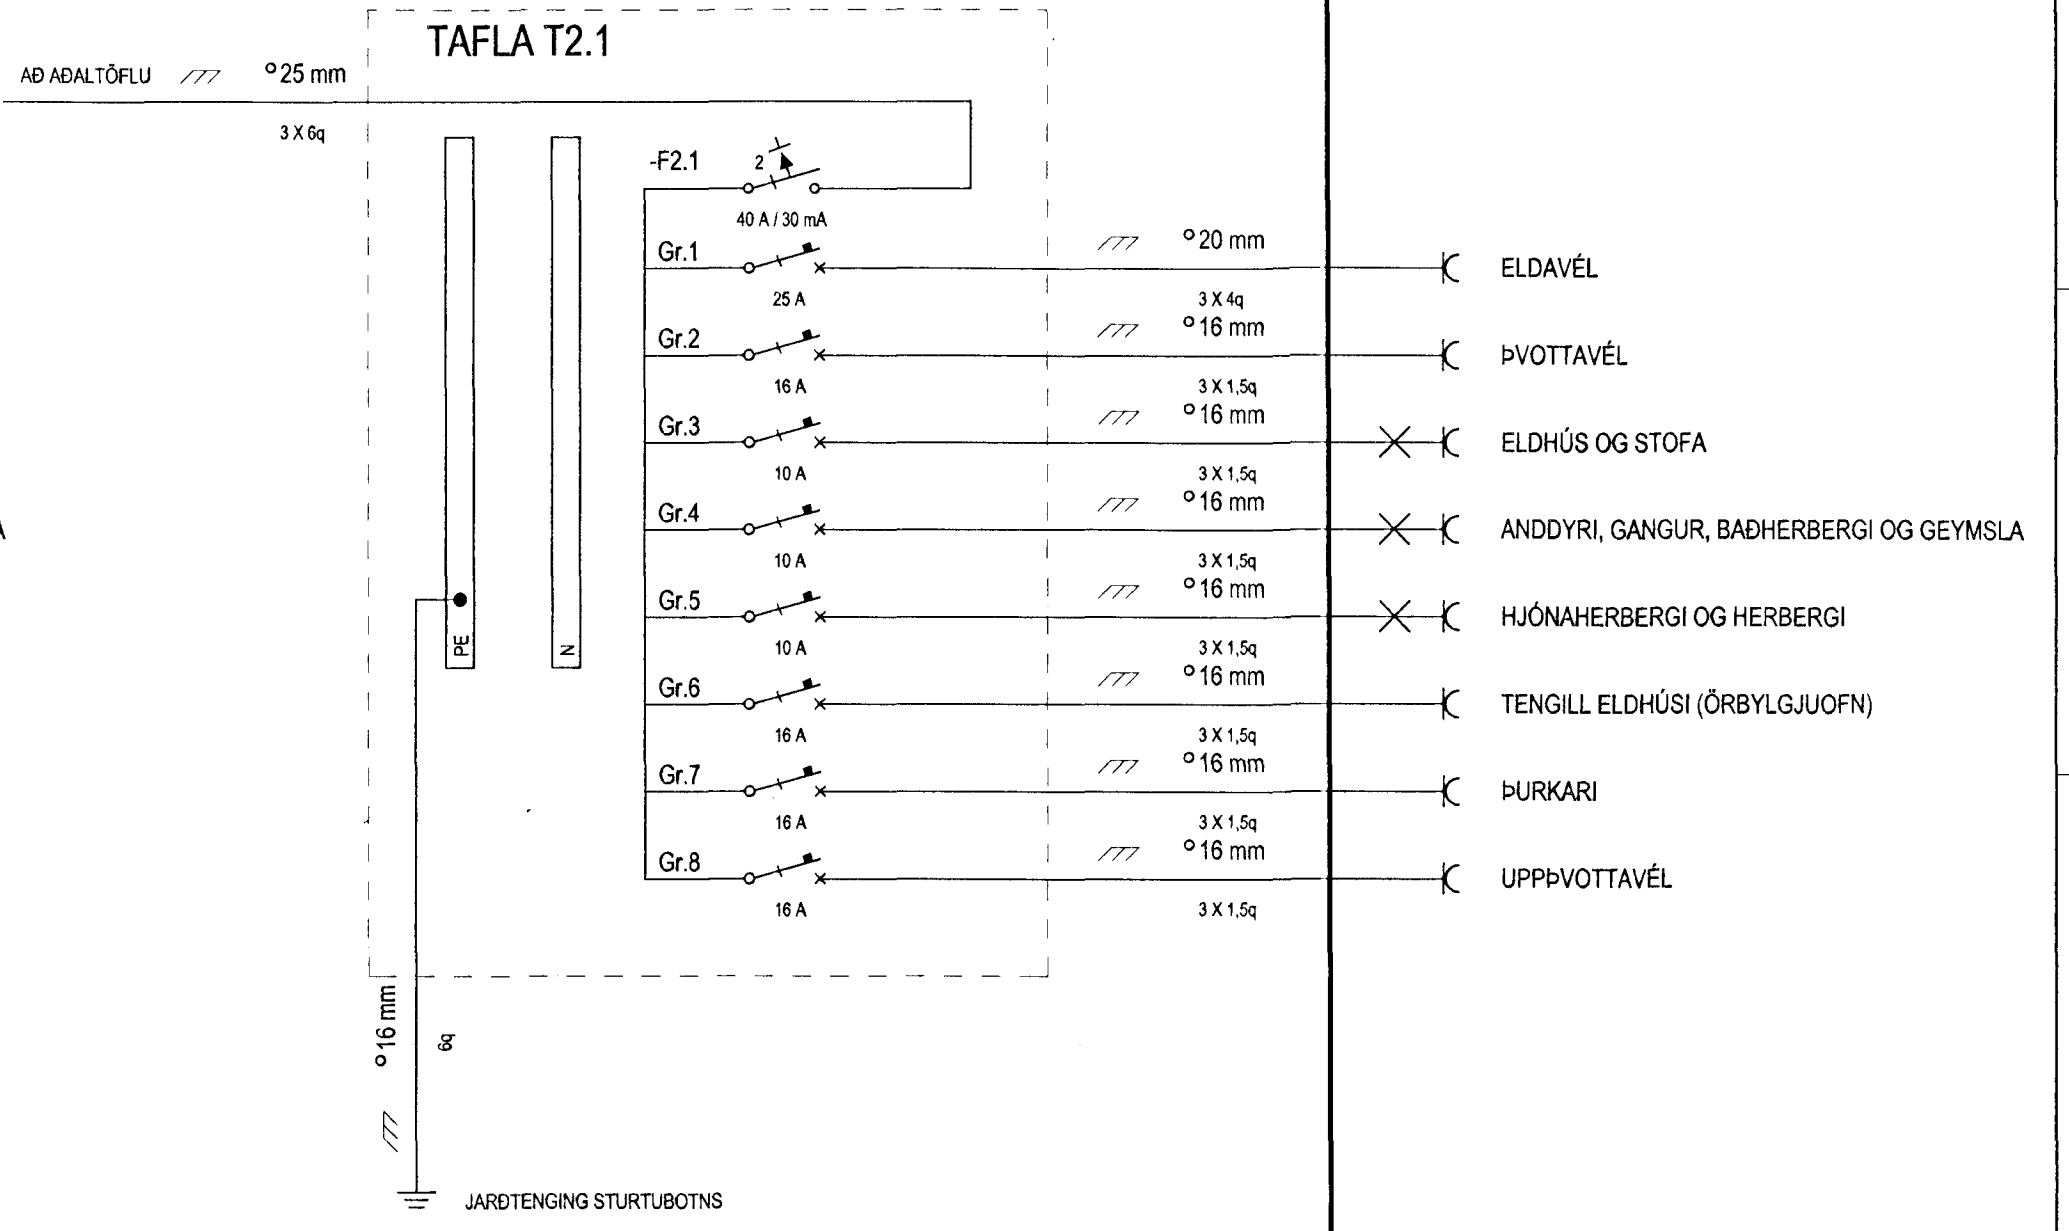 TAFLA T2.1
AÐ AÐALTÖFLU
°25 mm
3 X 6q
-F2.1
2
40 A / 30 mA
Gr.1
°20 mm
ELDAVÉL
25 A
3 X 4q
Gr.2
°16 mm
ÞVOTTAVÉL
16 A
3 X 1,5q
Gr.3
°16 mm
ELDHÚS OG STOFA
10 A
3 X 1,5q
Gr.4
°16 mm
ANDDYRI, GANGUR, BAÐHERBERGI OG GEYMSLA
10 A
3 X 1,5q
Gr.5
°16 mm
HJÓNAHERBERGI OG HERBERGI
10 A
3 X 1,5q
PE
N
Gr.6
°16 mm
TENGILL ELDHÚSI (ÖRBYLGJUOFN)
16 A
3 X 1,5q
Gr.7
°16 mm
ÞURKARI
16 A
3 X 1,5q
Gr.8
°16 mm
UPPÞVOTTAVÉL
16 A
3 X 1,5q
°16 mm
6q
JARÐTENGING STURTUBOTNS